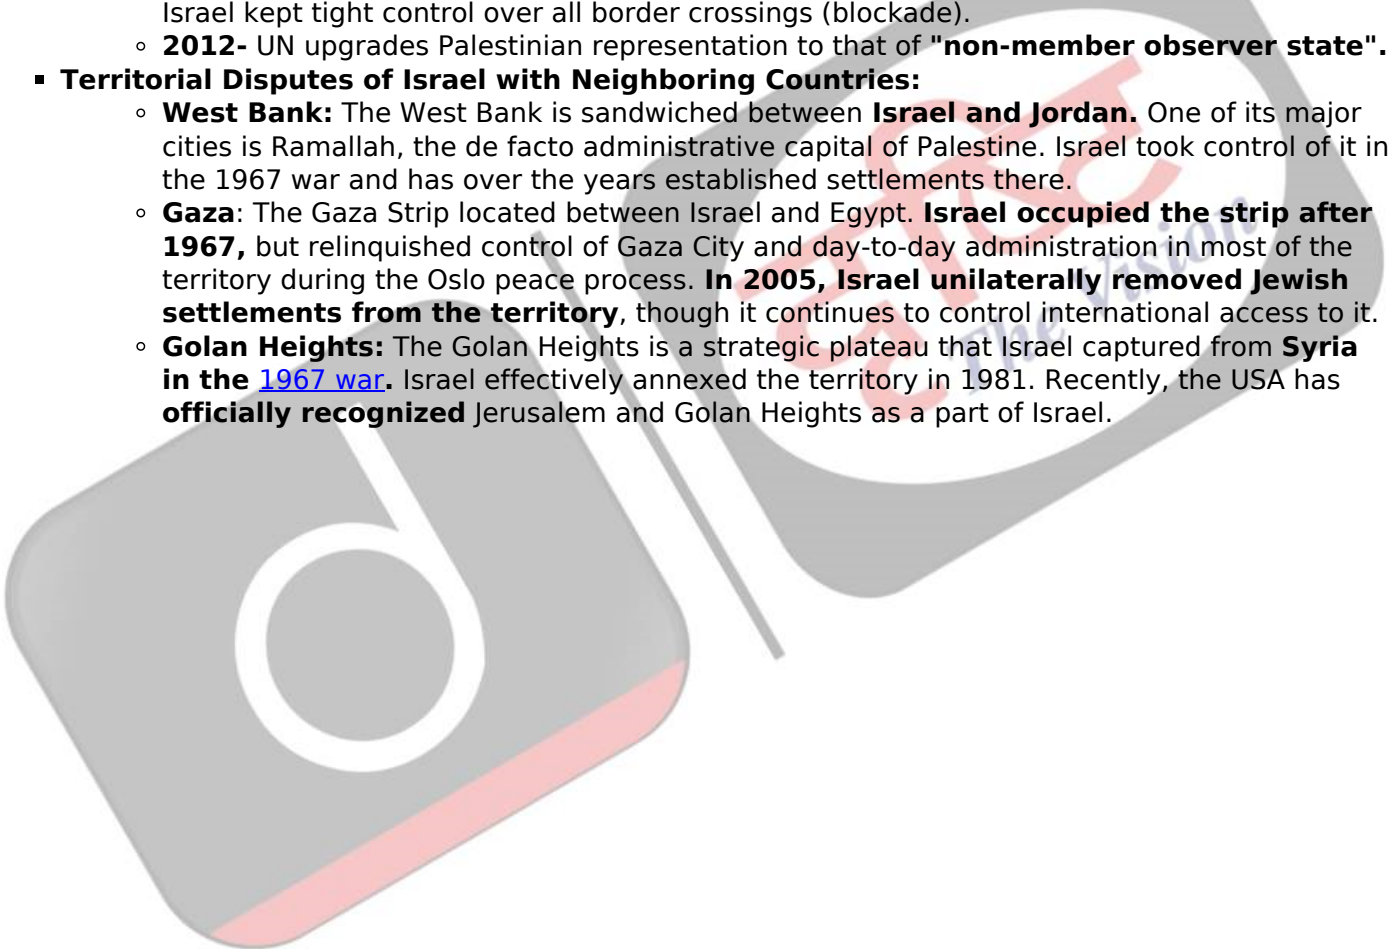 Israel kept tight control over all border crossings (blockade).
◦ 2012- UN upgrades Palestinian representation to that of "non-member observer state".
▪ Territorial Disputes of Israel with Neighboring Countries:
◦ West Bank: The West Bank is sandwiched between Israel and Jordan. One of its major
cities is Ramallah, the de facto administrative capital of Palestine. Israel took control of it in
the 1967 war and has over the years established settlements there.
◦ Gaza: The Gaza Strip located between Israel and Egypt. Israel occupied the strip after
1967, but relinquished control of Gaza City and day-to-day administration in most of the
territory during the Oslo peace process. In 2005, Israel unilaterally removed Jewish
settlements from the territory, though it continues to control international access to it.
◦ Golan Heights: The Golan Heights is a strategic plateau that Israel captured from Syria
in the 1967 war. Israel effectively annexed the territory in 1981. Recently, the USA has
officially recognized Jerusalem and Golan Heights as a part of Israel.
दृष्टि
The Vision
d